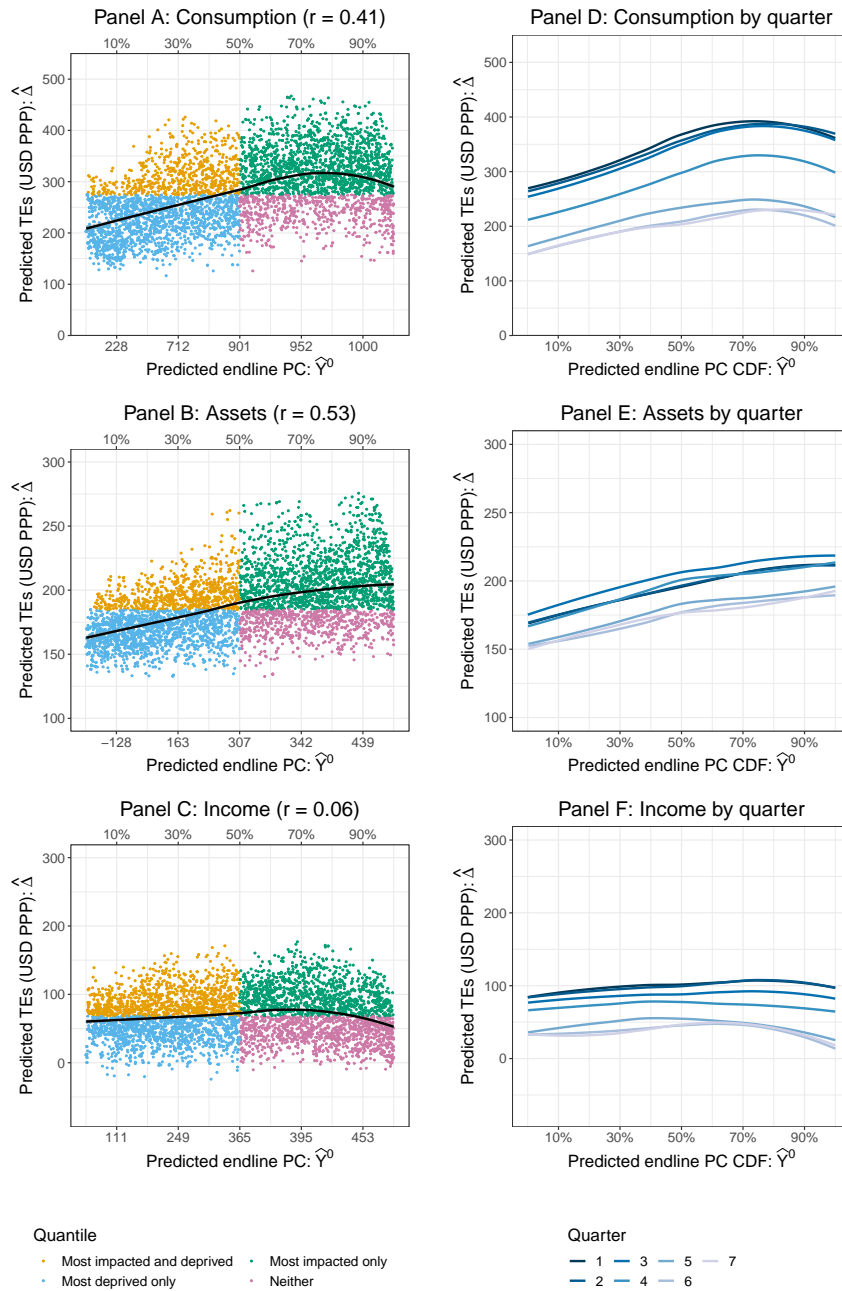 Panel A: Consumption (r = 0.41)
10% 30% 50% 70% 90%
Predicted TEs (USD PPP): Δ̂
500
400
300
200
100
0
228 712 901 952 1000
Predicted endline PC: Ŷ⁰
Panel D: Consumption by quarter
Predicted TEs (USD PPP): Δ̂
500
400
300
200
100
0
10% 30% 50% 70% 90%
Predicted endline PC CDF: Ŷ⁰
Panel B: Assets (r = 0.53)
10% 30% 50% 70% 90%
Predicted TEs (USD PPP): Δ̂
300
250
200
150
100
−128 163 307 342 439
Predicted endline PC: Ŷ⁰
Panel E: Assets by quarter
Predicted TEs (USD PPP): Δ̂
300
250
200
150
100
10% 30% 50% 70% 90%
Predicted endline PC CDF: Ŷ⁰
Panel C: Income (r = 0.06)
10% 30% 50% 70% 90%
Predicted TEs (USD PPP): Δ̂
300
200
100
0
111 249 365 395 453
Predicted endline PC: Ŷ⁰
Panel F: Income by quarter
Predicted TEs (USD PPP): Δ̂
300
200
100
0
10% 30% 50% 70% 90%
Predicted endline PC CDF: Ŷ⁰
Quantile
Most impacted and deprived Most impacted only
Most deprived only Neither
Quarter
1 3 5 7
2 4 6